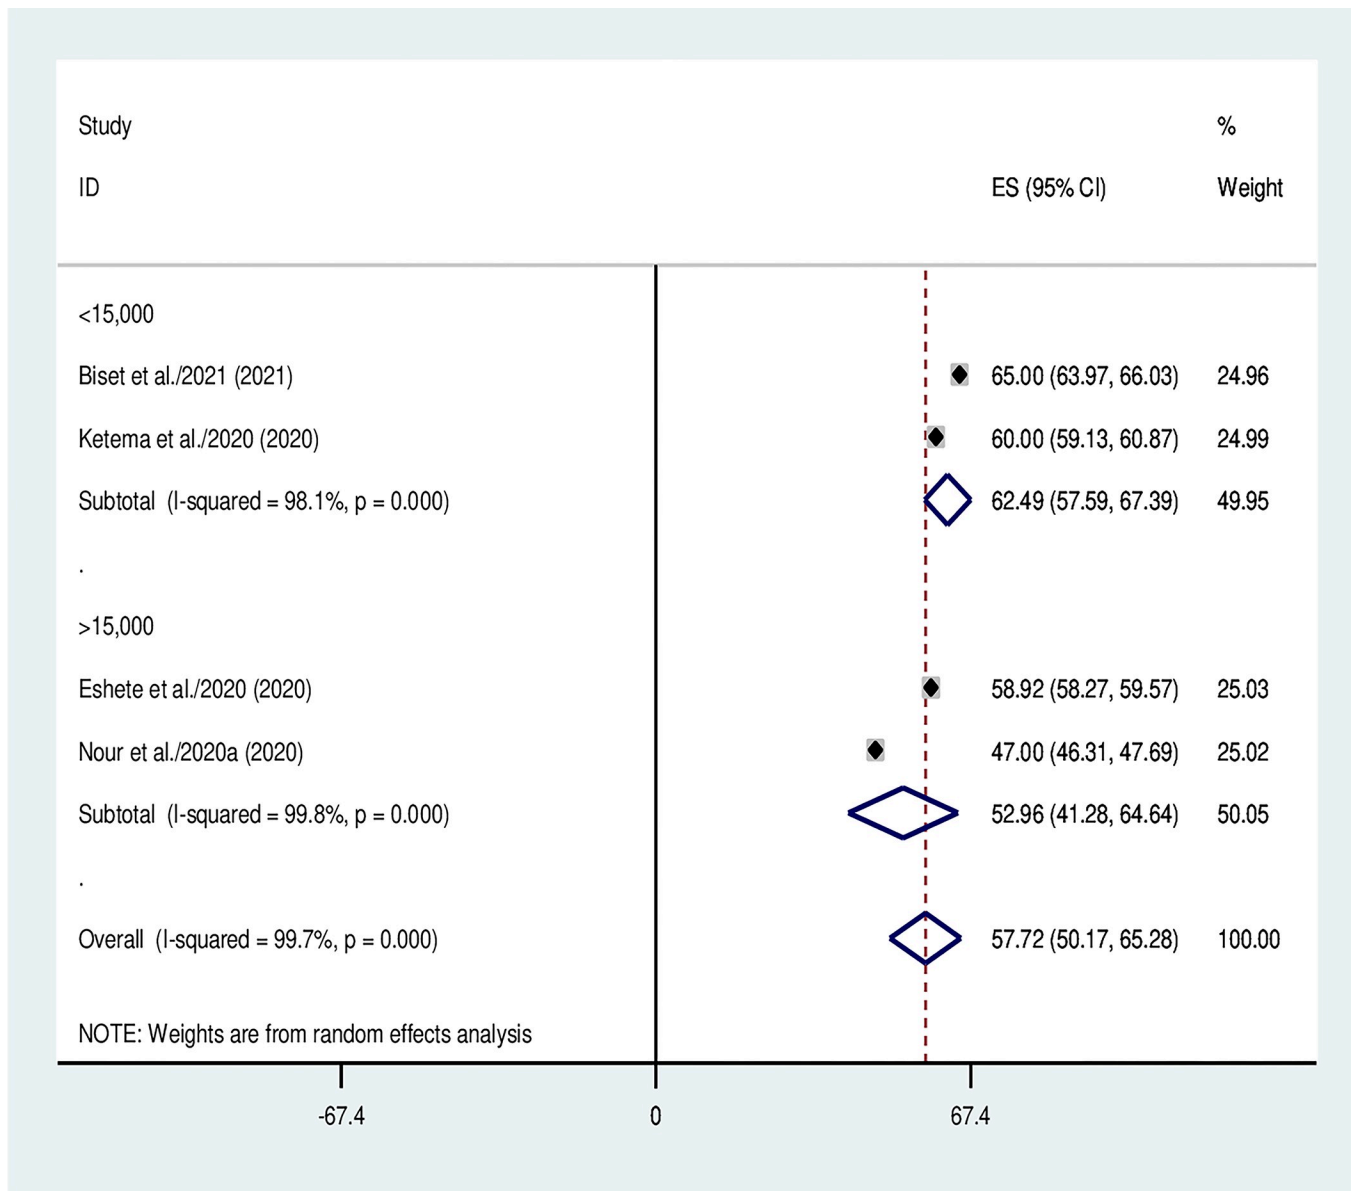 Study %
ID ES (95% CI) Weight
<15,000
Biset et al./2021 (2021) 65.00 (63.97, 66.03) 24.96
Ketema et al./2020 (2020) 60.00 (59.13, 60.87) 24.99
Subtotal (I-squared = 98.1%, p = 0.000) 62.49 (57.59, 67.39) 49.95
.
>15,000
Eshete et al./2020 (2020) 58.92 (58.27, 59.57) 25.03
Nour et al./2020a (2020) 47.00 (46.31, 47.69) 25.02
Subtotal (I-squared = 99.8%, p = 0.000) 52.96 (41.28, 64.64) 50.05
.
Overall (I-squared = 99.7%, p = 0.000) 57.72 (50.17, 65.28) 100.00
NOTE: Weights are from random effects analysis
-67.4 0 67.4